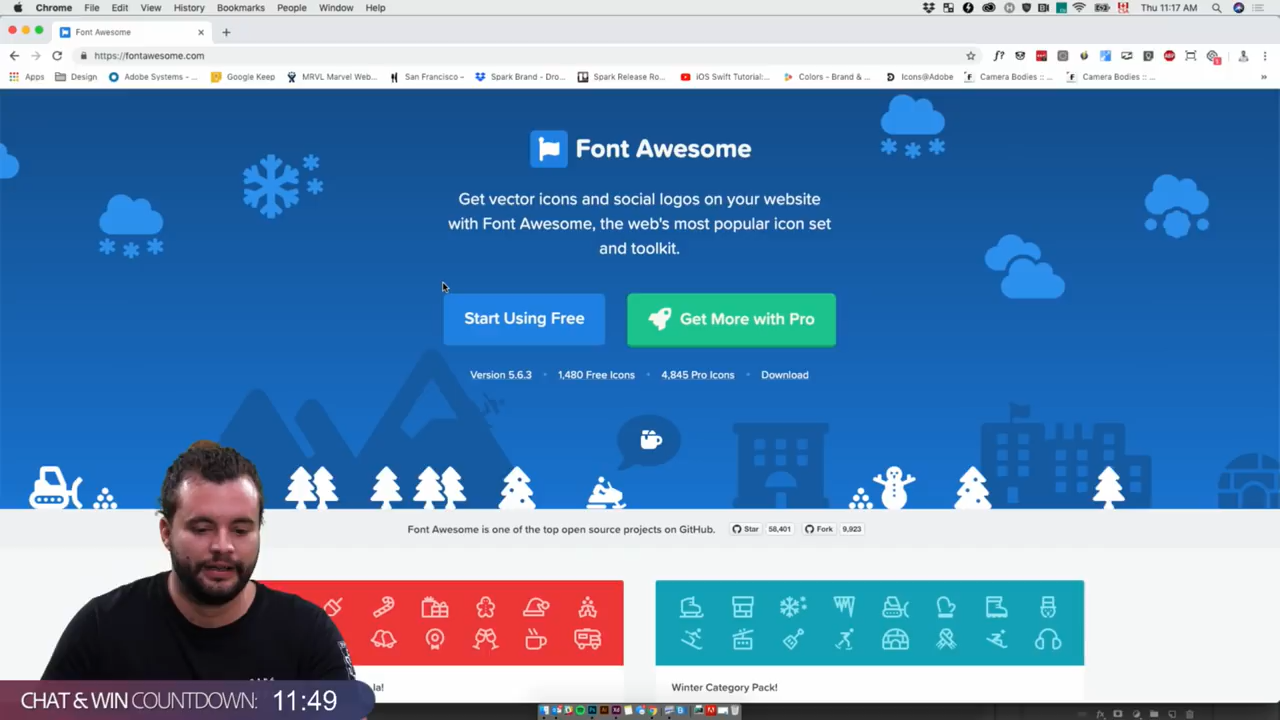 Chrome File Edit View History Bookmarks People Window Help Thu 11:17 AM
Font Awesome
https://fontawesome.com
Apps Design Adobe Systems -... Google Keep MRVL Marvel Web... San Francisco - Spark Brand - Dro... Spark Release Ro... iOS Swift Tutorial:... Colors - Brand &... Icons@Adobe Camera Bodies ::... Camera Bodies ::...
Font Awesome
Get vector icons and social logos on your website
with Font Awesome, the web's most popular icon set
and toolkit.
Start Using Free Get More with Pro
Version 5.6.3 1,480 Free Icons 4,845 Pro Icons Download
Font Awesome is one of the top open source projects on GitHub. Star 58,401 Fork 9,923
la! Winter Category Pack!
CHAT & WIN COUNTDOWN: 11:49